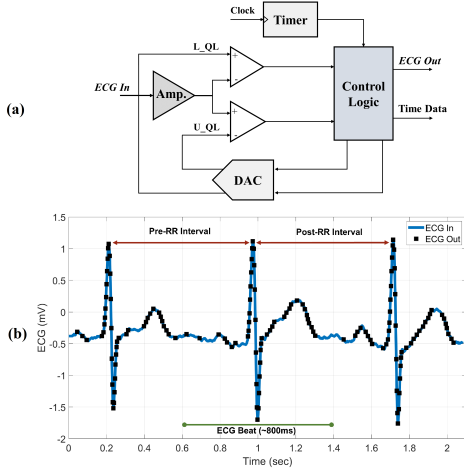 (a)
Clock
Timer
L_QL
ECG In
Amp.
+
-
+
-
U_QL
Control
Logic
ECG Out
Time Data
DAC
(b)
ECG (mV)
1.5
1
0.5
0
-0.5
-1
-1.5
-2
Pre-RR Interval
Post-RR Interval
ECG In
ECG Out
ECG Beat (~800ms)
0 0.2 0.4 0.6 0.8 1 1.2 1.4 1.6 1.8 2
Time (sec)